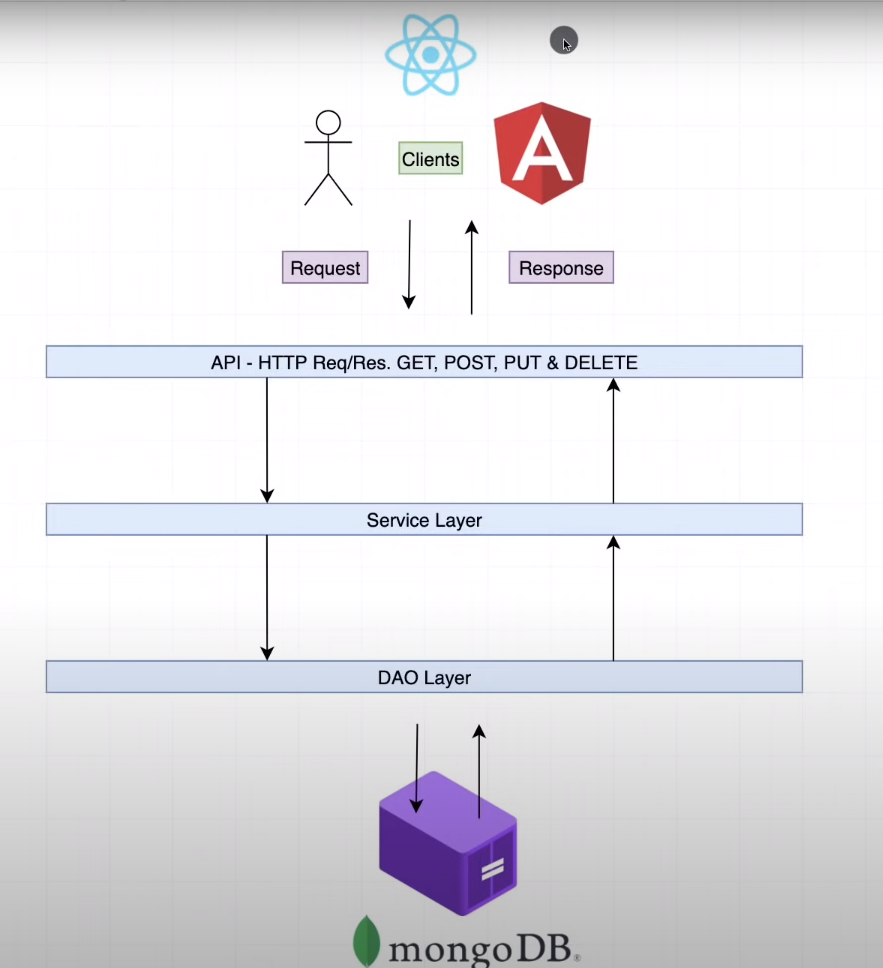 Clients
Request
Response
API - HTTP Req/Res. GET, POST, PUT & DELETE
Service Layer
DAO Layer
mongoDB®